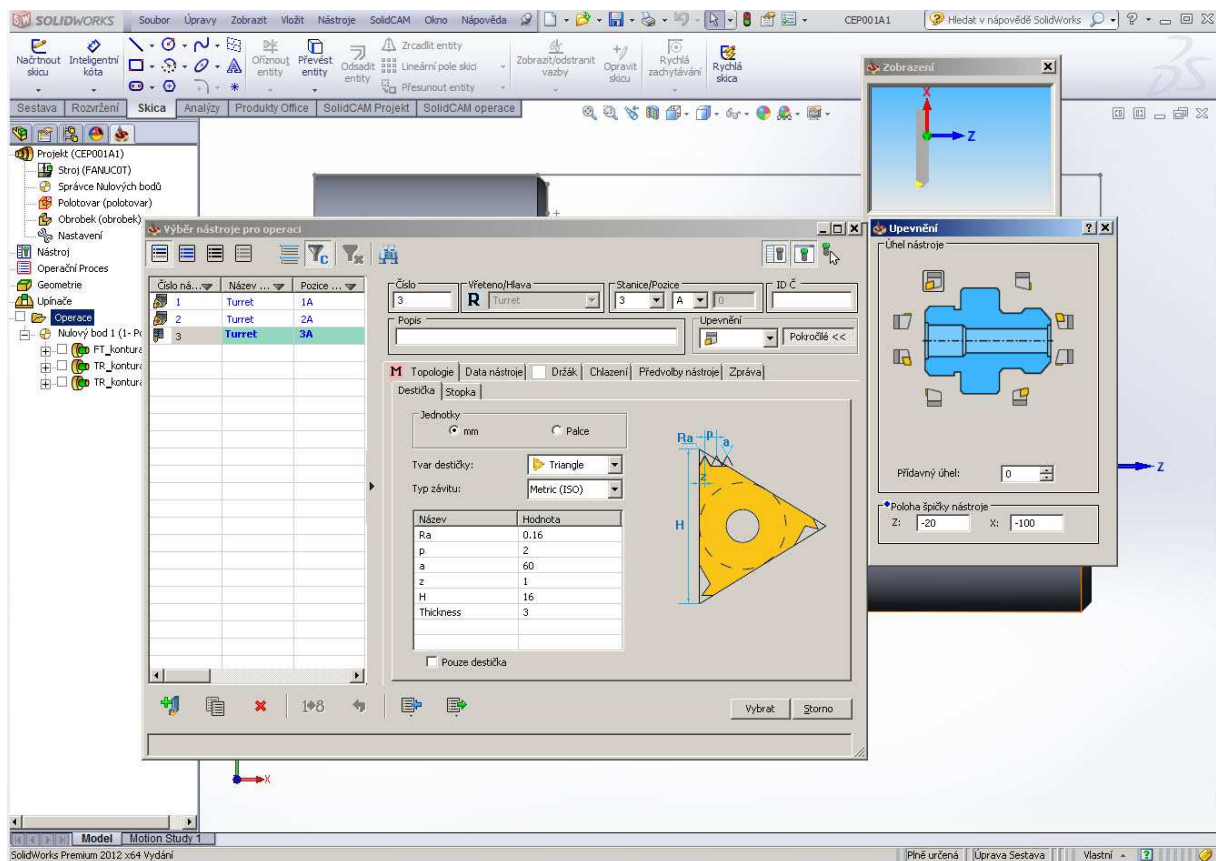 SOLIDWORKS Soubor Úpravy Zobrazit Vložit Nástroje SolidCAM Okno Nápověda CEP001A1 Hledat v nápovědě SolidWorks
Načrtnout skicu
Inteligentní kóta
Oříznout entity
Převést entity
Odsadit entity
Zrcadlit entity
Lineární pole skici
Přesunout entity
Zobrazit/odstranit vazby
Opravit skicu
Rychlá zachytávání
Rychlá skica
Sestava Rozvržení Skica Analýzy Produkty Office SolidCAM Projekt SolidCAM operace
Projekt (CEP001A1)
Stroj (FANUC0T)
Správce Nulových bodů
Polotovar (polotovar)
Obrobek (obrobek)
Nastavení
Nástroj
Operační Proces
Geometrie
Upínače
Operace
Nulový bod 1 (1- Po
FT_kontura
TR_kontura
TR_kontura
Zobrazení
X
Z
Výběr nástroje pro operaci
Číslo ná... Název ... Pozice ...
1 Turret 1A
2 Turret 2A
3 Turret 3A
Číslo Vřeteno/Hlava Stanice/Pozice ID Č
3 R Turret 3 A 0
Popis Upevnění
Pokročilé <<
M Topologie Data nástroje Držák Chlazení Předvolby nástroje Zpráva
Destička Stopka
Jednotky
mm Palce
Tvar destičky: Triangle
Typ závitu: Metric (ISO)
Název Hodnota
Ra 0.16
p 2
a 60
z 1
H 16
Thickness 3
Pouze destička
Ra p a
z
H
1 8
Vybrat Storno
Upevnění
Úhel nástroje
Přídavný úhel: 0
Poloha špičky nástroje
Z: -20 X: -100
Z
X
Model Motion Study 1
SolidWorks Premium 2012 x64 Vydání Plně určená Úprava Sestava Vlastní